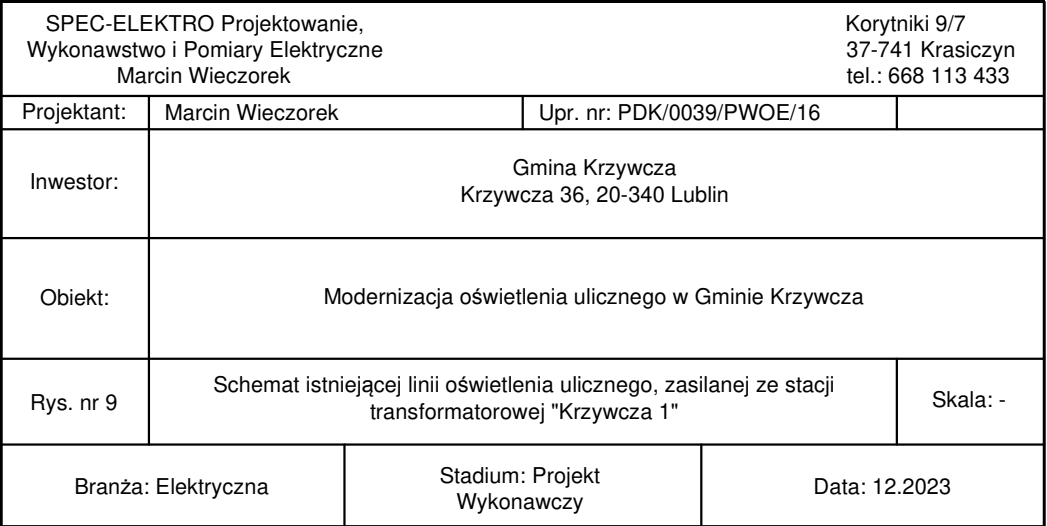 SPEC-ELEKTRO Projektowanie,
Wykonawstwo i Pomiary Elektryczne
Marcin Wieczorek
Korytniki 9/7
37-741 Krasiczyn
tel.: 668 113 433
Projektant:
Marcin Wieczorek
Upr. nr: PDK/0039/PWOE/16
Inwestor:
Gmina Krzywcza
Krzywcza 36, 20-340 Lublin
Obiekt:
Modernizacja oświetlenia ulicznego w Gminie Krzywcza
Rys. nr 9
Schemat istniejącej linii oświetlenia ulicznego, zasilanej ze stacji
transformatorowej "Krzywcza 1"
Skala: -
Branża: Elektryczna
Stadium: Projekt
Wykonawczy
Data: 12.2023